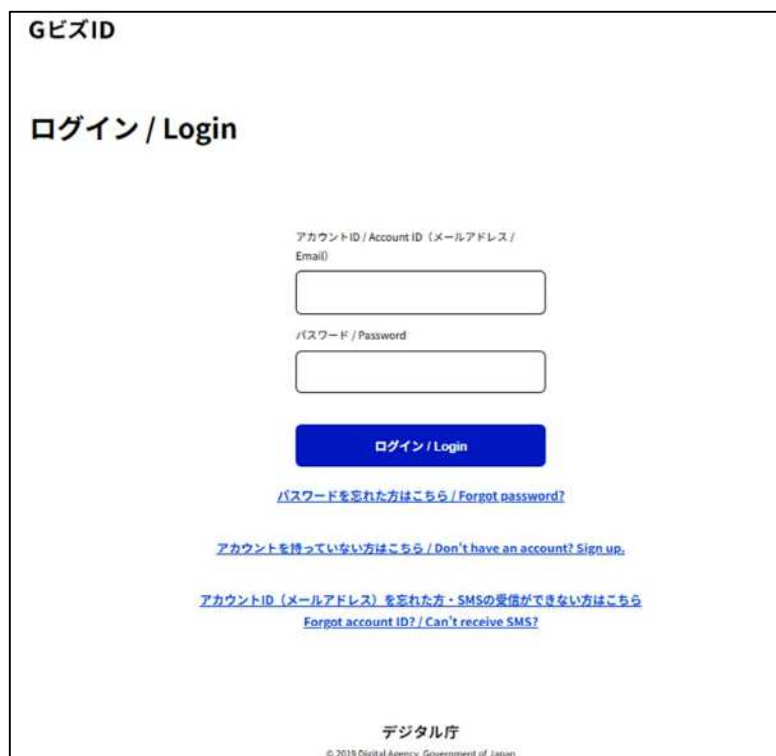 GビズID
ログイン / Login
アカウントID / Account ID（メールアドレス /
Email）
パスワード / Password
ログイン / Login
パスワードを忘れた方はこちら / Forgot password?
アカウントを持っていない方はこちら / Don't have an account? Sign up.
アカウントID（メールアドレス）を忘れた方・SMSの受信ができない方はこちら
Forgot account ID? / Can't receive SMS?
デジタル庁
© 2019 Digital Agency, Government of Japan